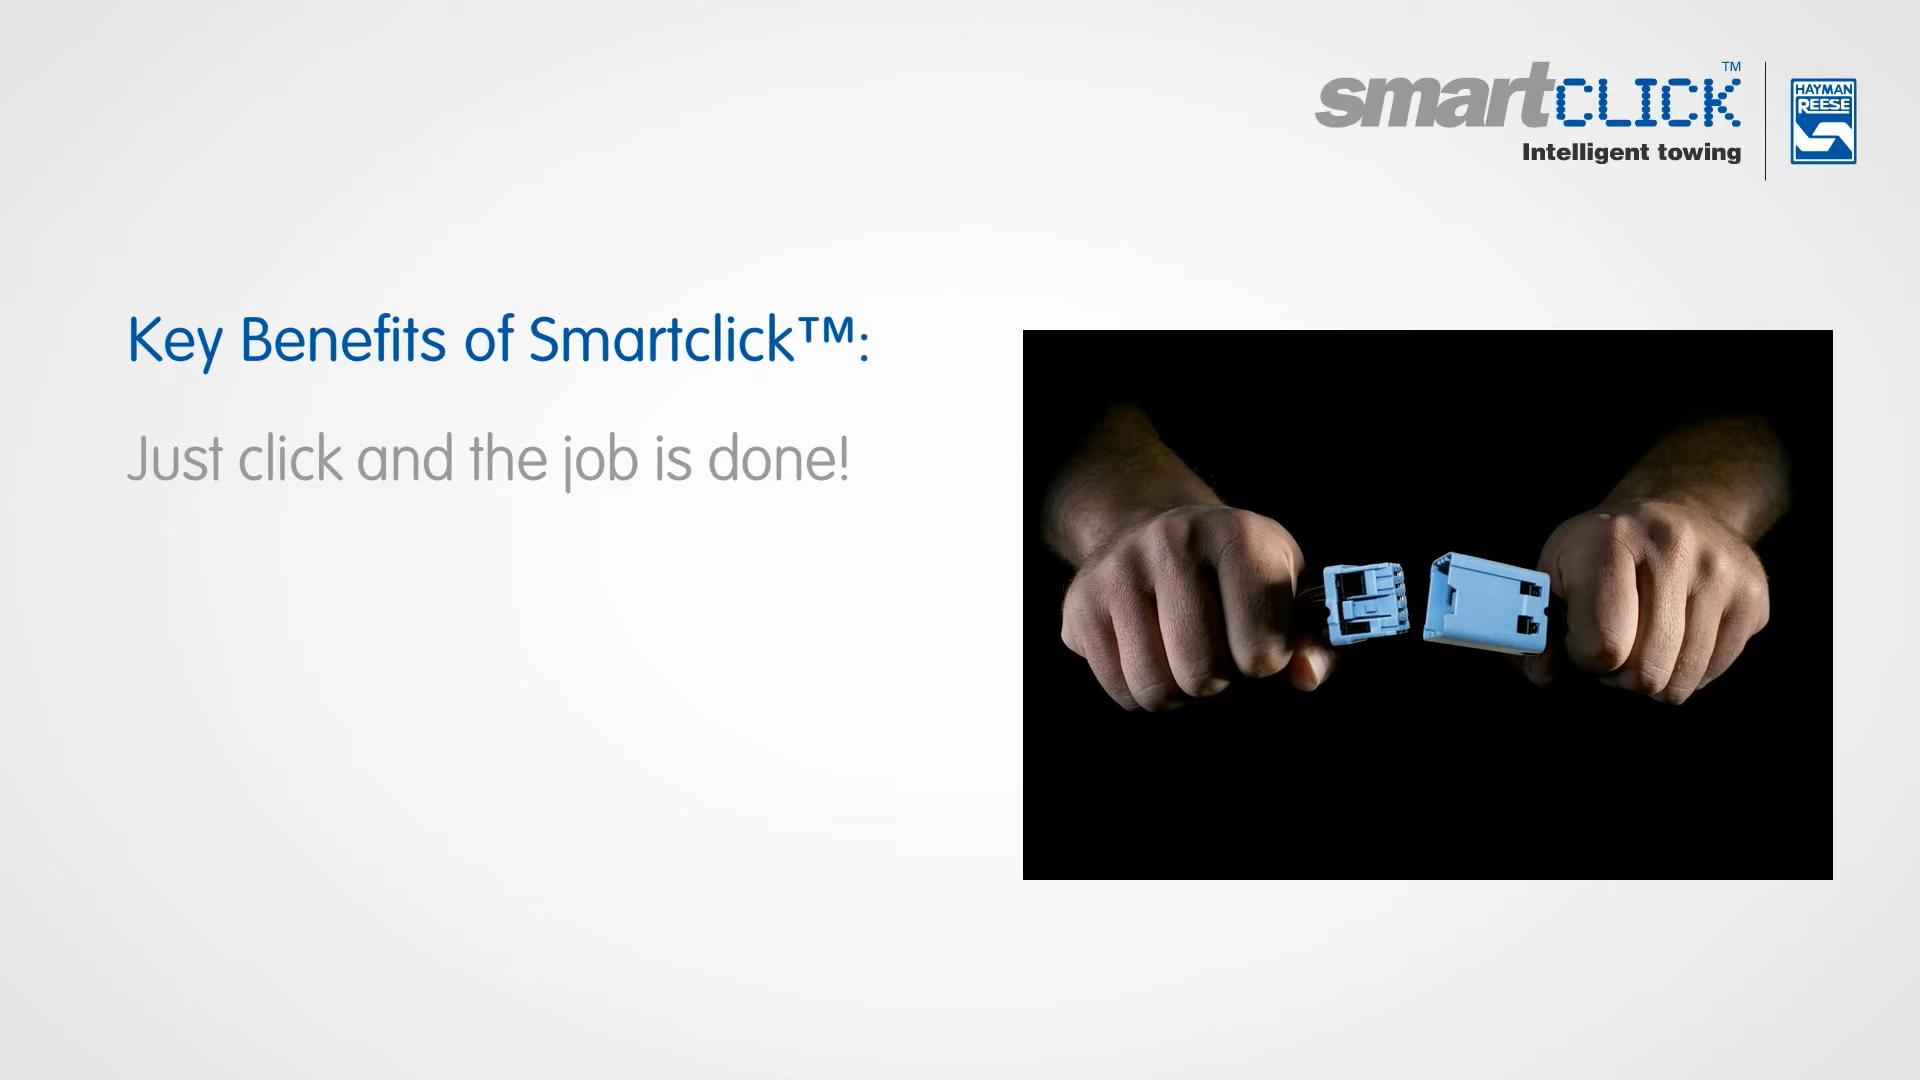 smartCLICK™
Intelligent towing
HAYMAN
REESE
Key Benefits of Smartclick™:
Just click and the job is done!